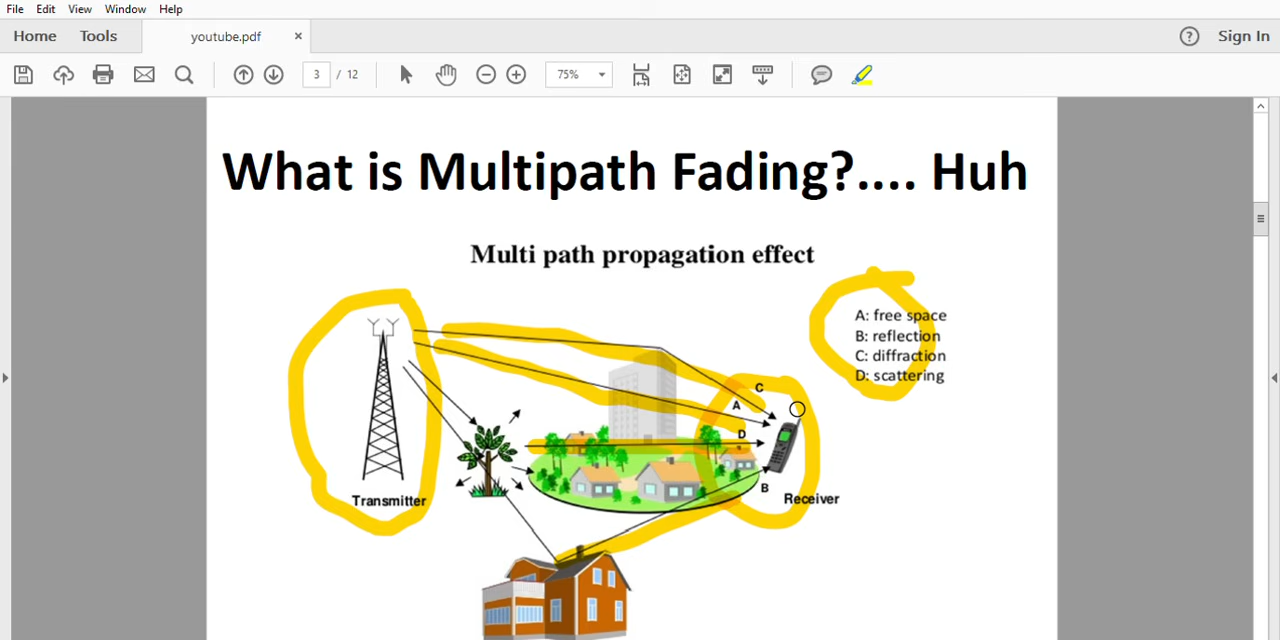 File Edit View Window Help
Home Tools youtube.pdf × ? Sign In
3 / 12 75%
What is Multipath Fading?.... Huh
Multi path propagation effect
A: free space
B: reflection
C: diffraction
D: scattering
C
A
D
B
Transmitter
Receiver